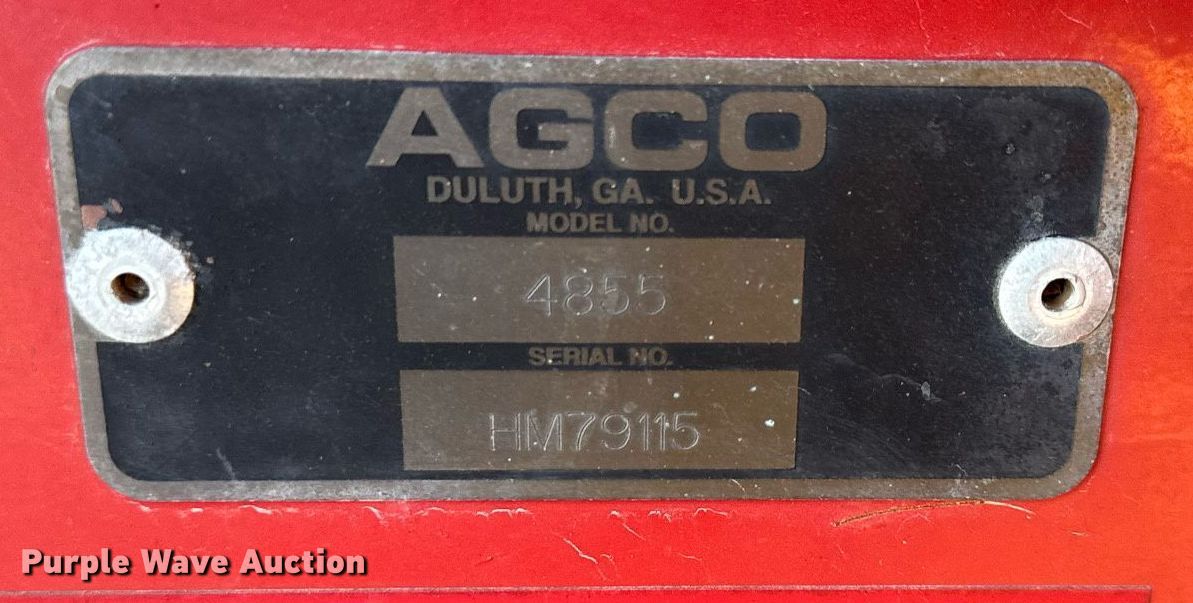 AGCO
DULUTH, GA. U.S.A.
MODEL NO.
4855
SERIAL NO.
HM79115
Purple Wave Auction